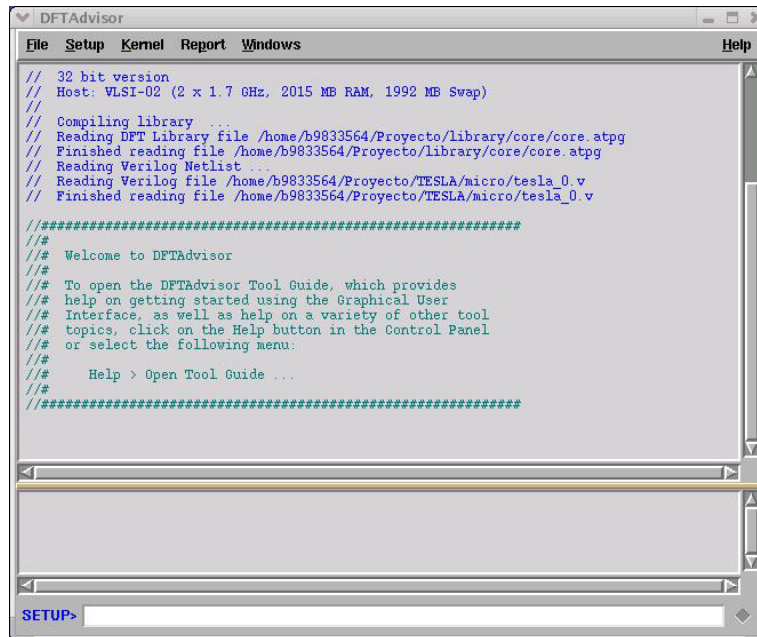 DFTAdvisor
File Setup Kernel Report Windows Help
// 32 bit version
// Host: VLSI-02 (2 x 1.7 GHz, 2015 MB RAM, 1992 MB Swap)
//
// Compiling library ...
// Reading DFT Library file /home/b9833564/Proyecto/library/core/core.atpg
// Finished reading file /home/b9833564/Proyecto/library/core/core.atpg
// Reading Verilog Netlist ...
// Reading Verilog file /home/b9833564/Proyecto/TESLA/micro/tesla_0.v
// Finished reading file /home/b9833564/Proyecto/TESLA/micro/tesla_0.v
//############################################################
//#
//# Welcome to DFTAdvisor
//#
//# To open the DFTAdvisor Tool Guide, which provides
//# help on getting started using the Graphical User
//# Interface, as well as help on a variety of other tool
//# topics, click on the Help button in the Control Panel
//# or select the following menu:
//#
//# Help > Open Tool Guide ...
//#
//############################################################
SETUP>